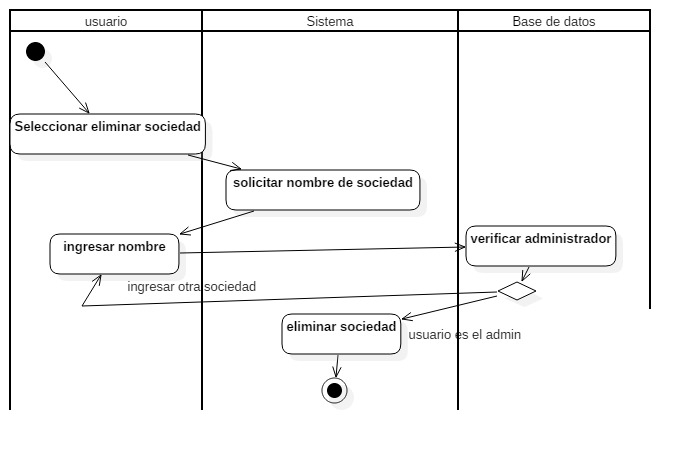 usuario
Sistema
Base de datos
Seleccionar eliminar sociedad
solicitar nombre de sociedad
ingresar nombre
verificar administrador
ingresar otra sociedad
eliminar sociedad
usuario es el admin